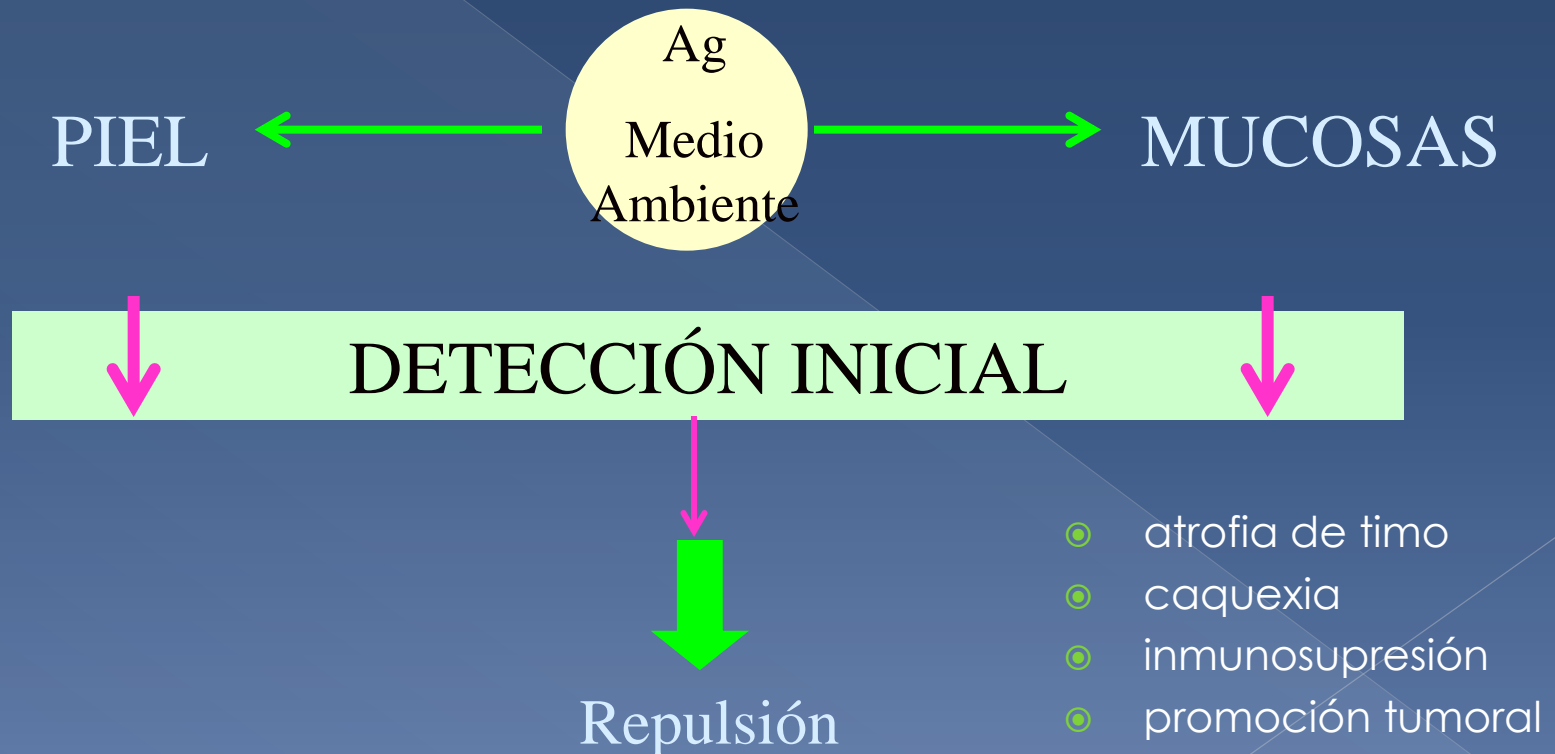 Ag
Medio
Ambiente
PIEL
MUCOSAS
DETECCIÓN INICIAL
Repulsión
atrofia de timo
caquexia
inmunosupresión
promoción tumoral